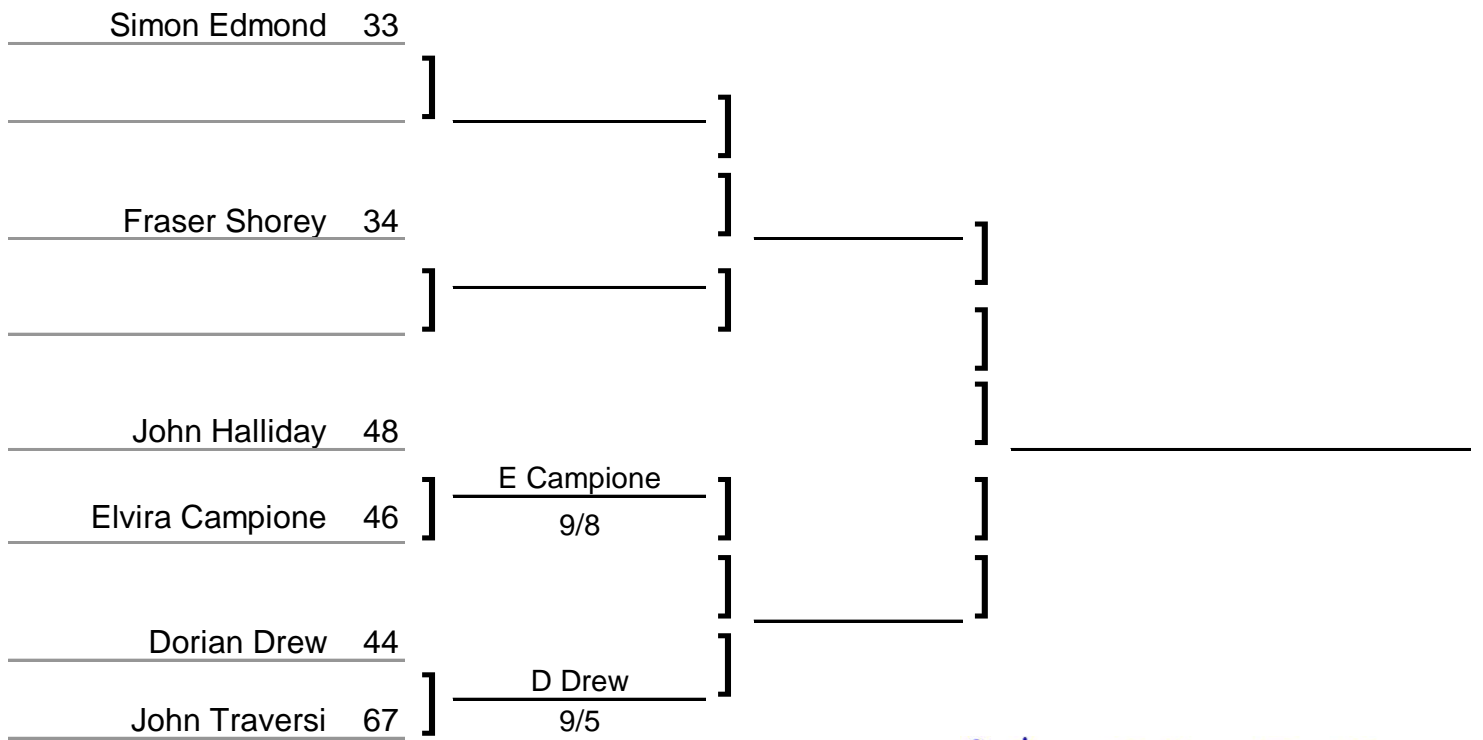 Simon Edmond 33
Fraser Shorey 34
John Halliday 48
E Campione
Elvira Campione 46
9/8
Dorian Drew 44
D Drew
John Traversi 67
9/5